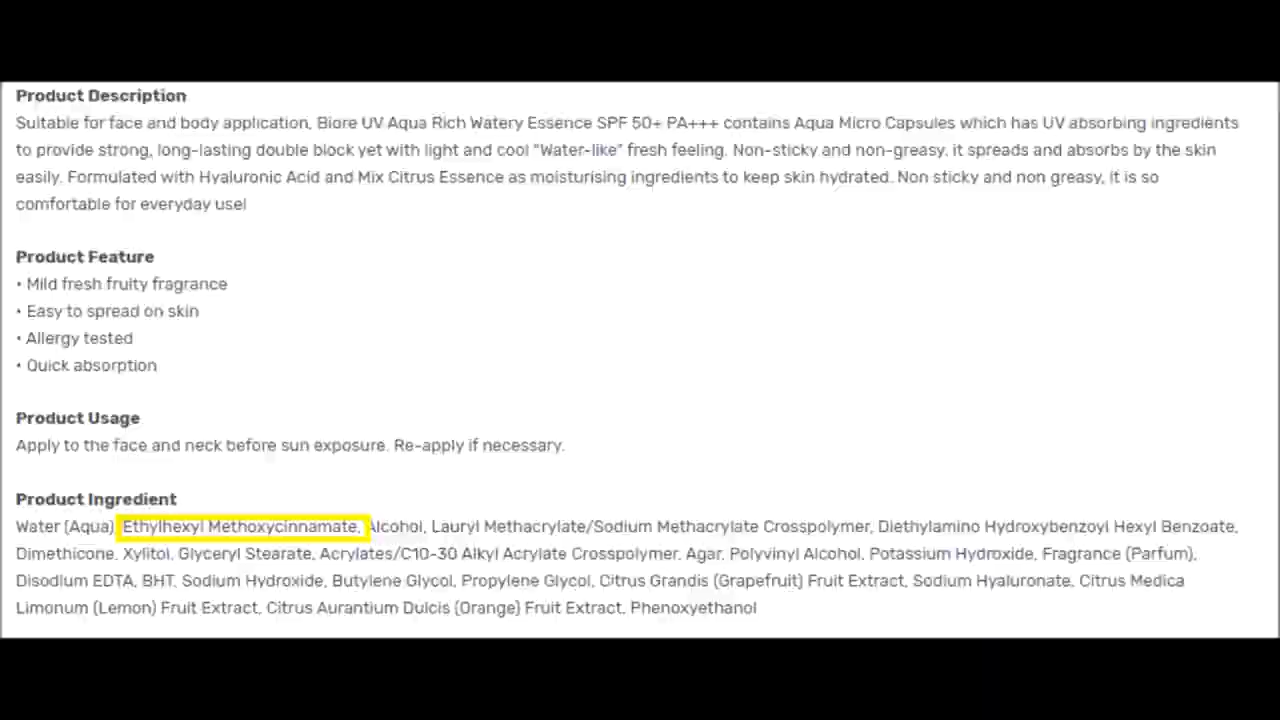 Product Description
Suitable for face and body application, Biore UV Aqua Rich Watery Essence SPF 50+ PA+++ contains Aqua Micro Capsules which has UV absorbing ingredients
to provide strong, long-lasting double block yet with light and cool "Water-like" fresh feeling. Non-sticky and non-greasy, it spreads and absorbs by the skin
easily. Formulated with Hyaluronic Acid and Mix Citrus Essence as moisturising ingredients to keep skin hydrated. Non sticky and non greasy, it is so
comfortable for everyday use!
Product Feature
• Mild fresh fruity fragrance
• Easy to spread on skin
• Allergy tested
• Quick absorption
Product Usage
Apply to the face and neck before sun exposure. Re-apply if necessary.
Product Ingredient
Water (Aqua), Ethylhexyl Methoxycinnamate, Alcohol, Lauryl Methacrylate/Sodium Methacrylate Crosspolymer, Diethylamino Hydroxybenzoyl Hexyl Benzoate,
Dimethicone, Xylitol, Glyceryl Stearate, Acrylates/C10-30 Alkyl Acrylate Crosspolymer, Agar, Polyvinyl Alcohol, Potassium Hydroxide, Fragrance (Parfum),
Disodium EDTA, BHT, Sodium Hydroxide, Butylene Glycol, Propylene Glycol, Citrus Grandis (Grapefruit) Fruit Extract, Sodium Hyaluronate, Citrus Medica
Limonum (Lemon) Fruit Extract, Citrus Aurantium Dulcis (Orange) Fruit Extract, Phenoxyethanol